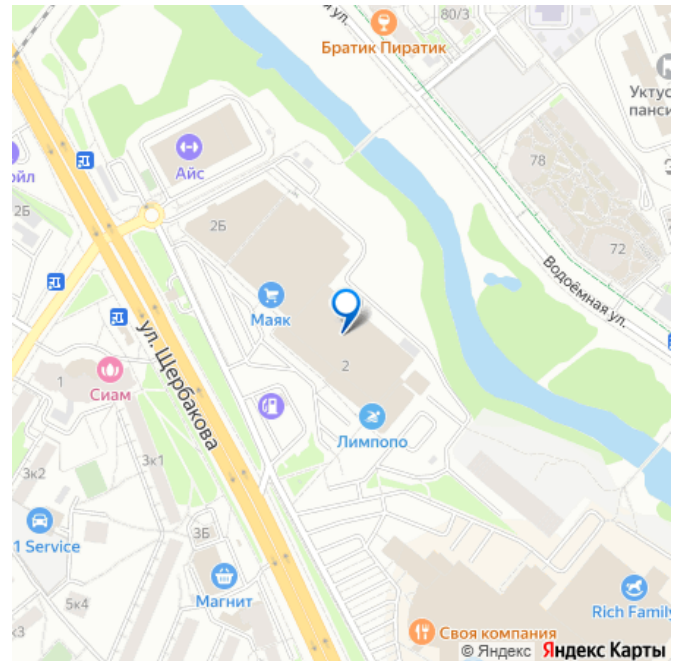 80/3
Братик Пиратик
Уктус
панси
78
Айс
ойл
2Б
2Б
72
Водоёмная ул.
Маяк
ул. Щербакова
2
1
Сиам
Лимпопо
3к1
3к2
3Б
1 Service
Магнит
5к4
к3
Rich Family
Своя компания
© Яндекс Яндекс Карты